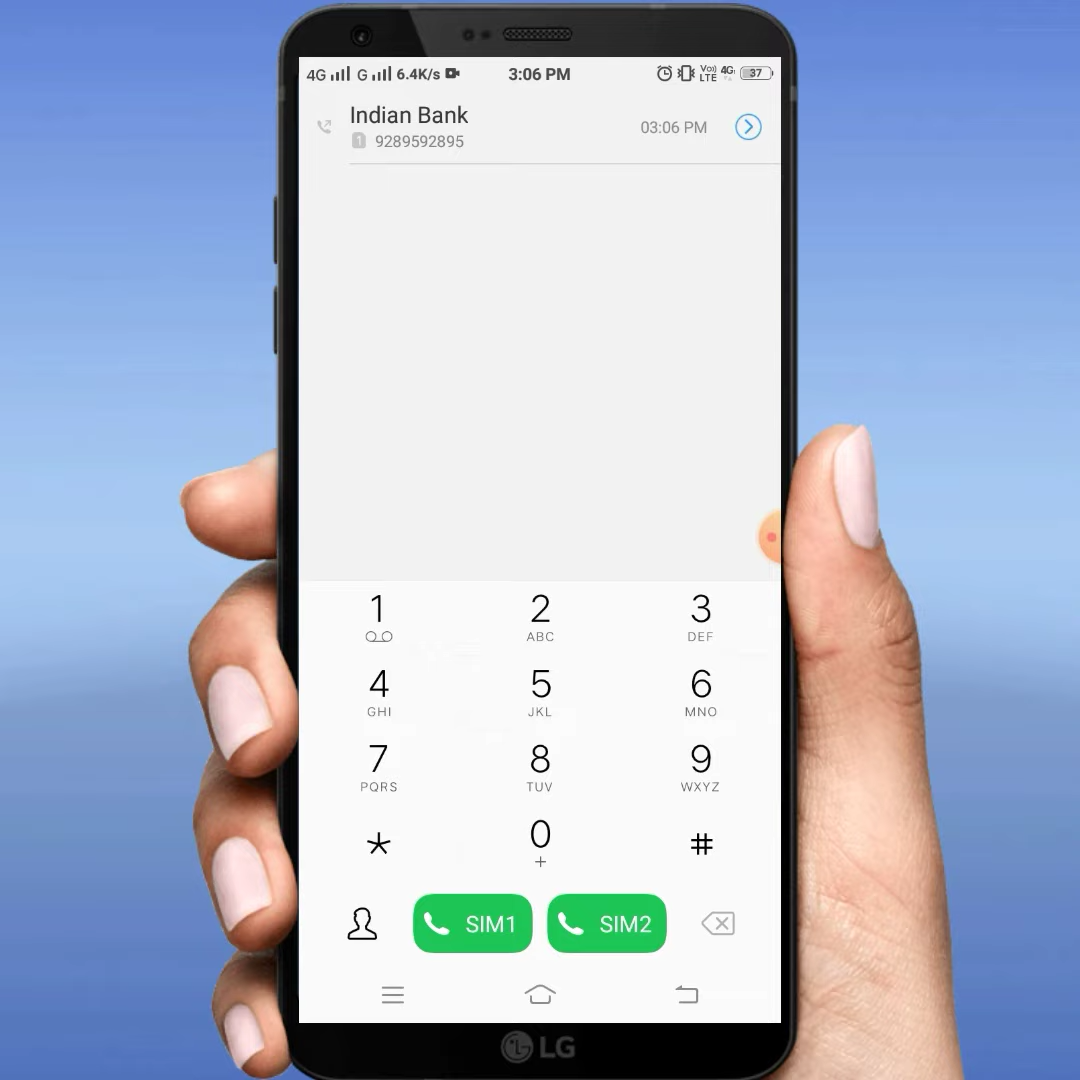 4G G 6.4K/s 3:06 PM VoLTE 4G 37
Indian Bank
1 9289592895 03:06 PM
1 2 3
ABC DEF
4 5 6
GHI JKL MNO
7 8 9
PQRS TUV WXYZ
* 0 #
+
SIM1 SIM2
LG